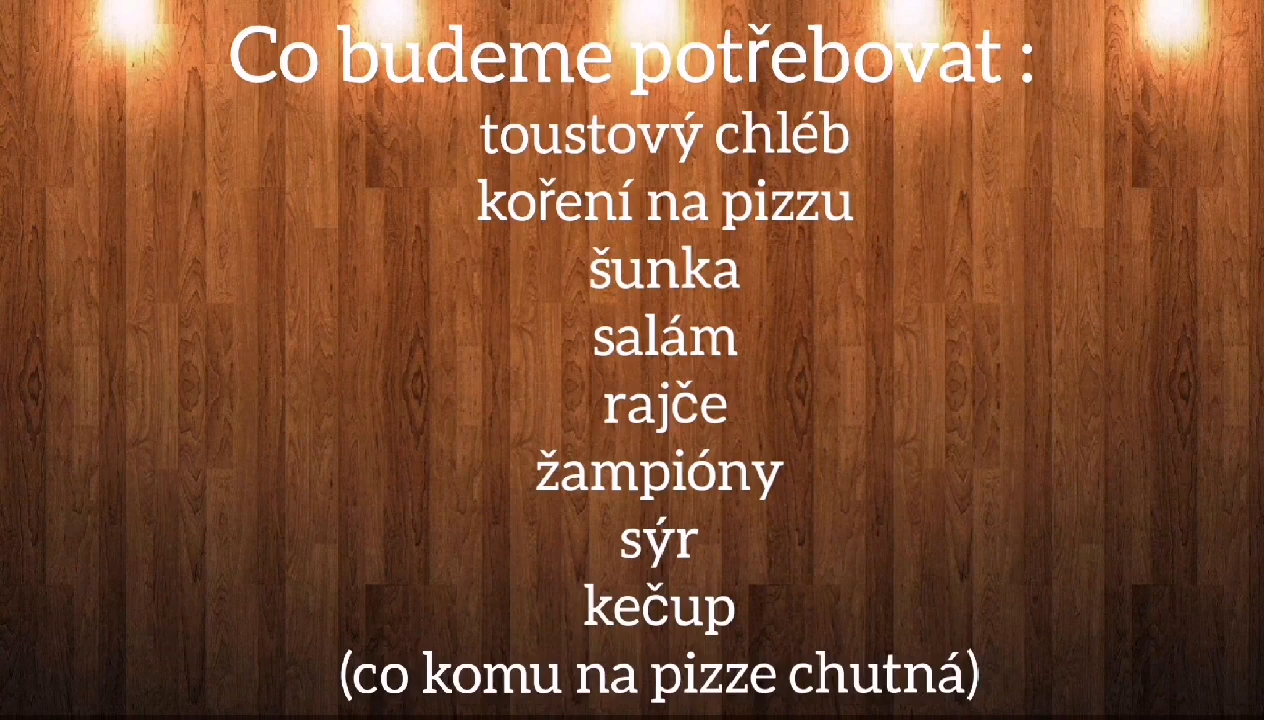 Co budeme potřebovat :
toustový chléb
koření na pizzu
šunka
salám
rajče
žampióny
sýr
kečup
(co komu na pizze chutná)